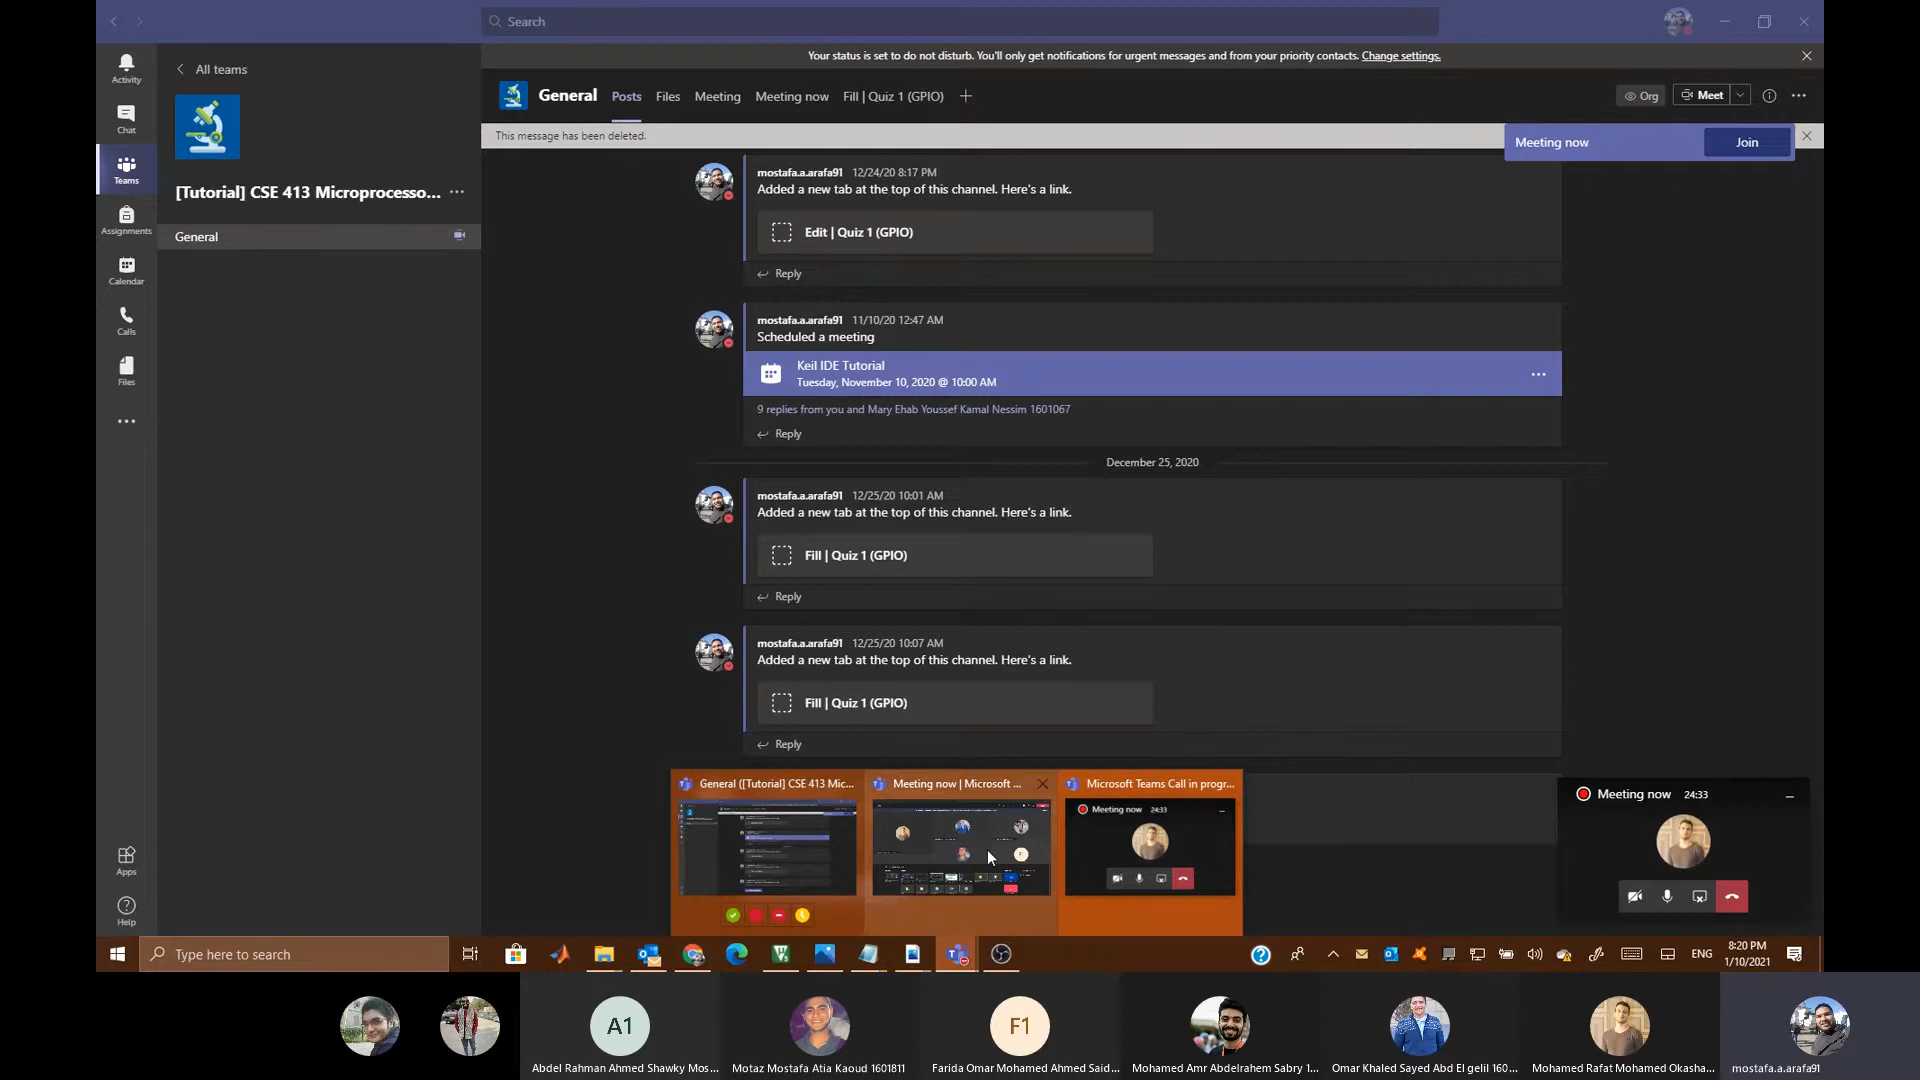 Search
Your status is set to do not disturb. You'll only get notifications for urgent messages and from your priority contacts. Change settings.
Activity
Chat
Teams
Assignments
Calendar
Calls
Files
Apps
Help
All teams
[Tutorial] CSE 413 Microprocesso...
General
General Posts Files Meeting Meeting now Fill | Quiz 1 (GPIO)
Org Meet
This message has been deleted.
Meeting now Join
mostafa.a.arafa91 12/24/20 8:17 PM
Added a new tab at the top of this channel. Here's a link.
Edit | Quiz 1 (GPIO)
Reply
mostafa.a.arafa91 11/10/20 12:47 AM
Scheduled a meeting
Keil IDE Tutorial
Tuesday, November 10, 2020 @ 10:00 AM
9 replies from you and Mary Ehab Youssef Kamal Nessim 1601067
Reply
December 25, 2020
mostafa.a.arafa91 12/25/20 10:01 AM
Added a new tab at the top of this channel. Here's a link.
Fill | Quiz 1 (GPIO)
Reply
mostafa.a.arafa91 12/25/20 10:07 AM
Added a new tab at the top of this channel. Here's a link.
Fill | Quiz 1 (GPIO)
Reply
General ([Tutorial] CSE 413 Mic...
Meeting now | Microsoft ...
Microsoft Teams Call in progr...
Meeting now 24:33
Meeting now 24:33
Type here to search
ENG
8:20 PM
1/10/2021
A1
F1
Abdel Rahman Ahmed Shawky Mos...
Motaz Mostafa Atia Kaoud 1601811
Farida Omar Mohamed Ahmed Said...
Mohamed Amr Abdelrahem Sabry 1...
Omar Khaled Sayed Abd El gelil 160...
Mohamed Rafat Mohamed Okasha...
mostafa.a.arafa91